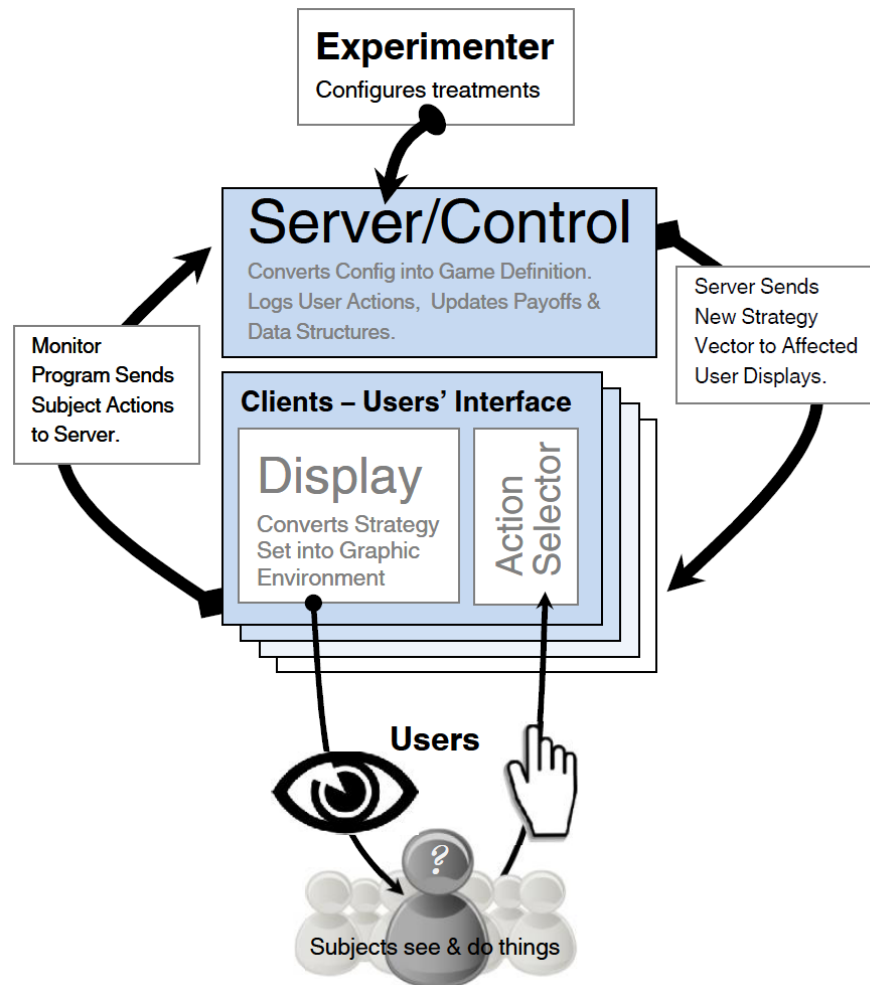 Experimenter
Configures treatments
Server/Control
Converts Config into Game Definition.
Logs User Actions, Updates Payoffs &
Data Structures.
Server Sends
New Strategy
Vector to Affected
User Displays.
Monitor
Program Sends
Subject Actions
to Server.
Clients – Users' Interface
Display
Converts Strategy
Set into Graphic
Environment
Action
Selector
Users
?
Subjects see & do things